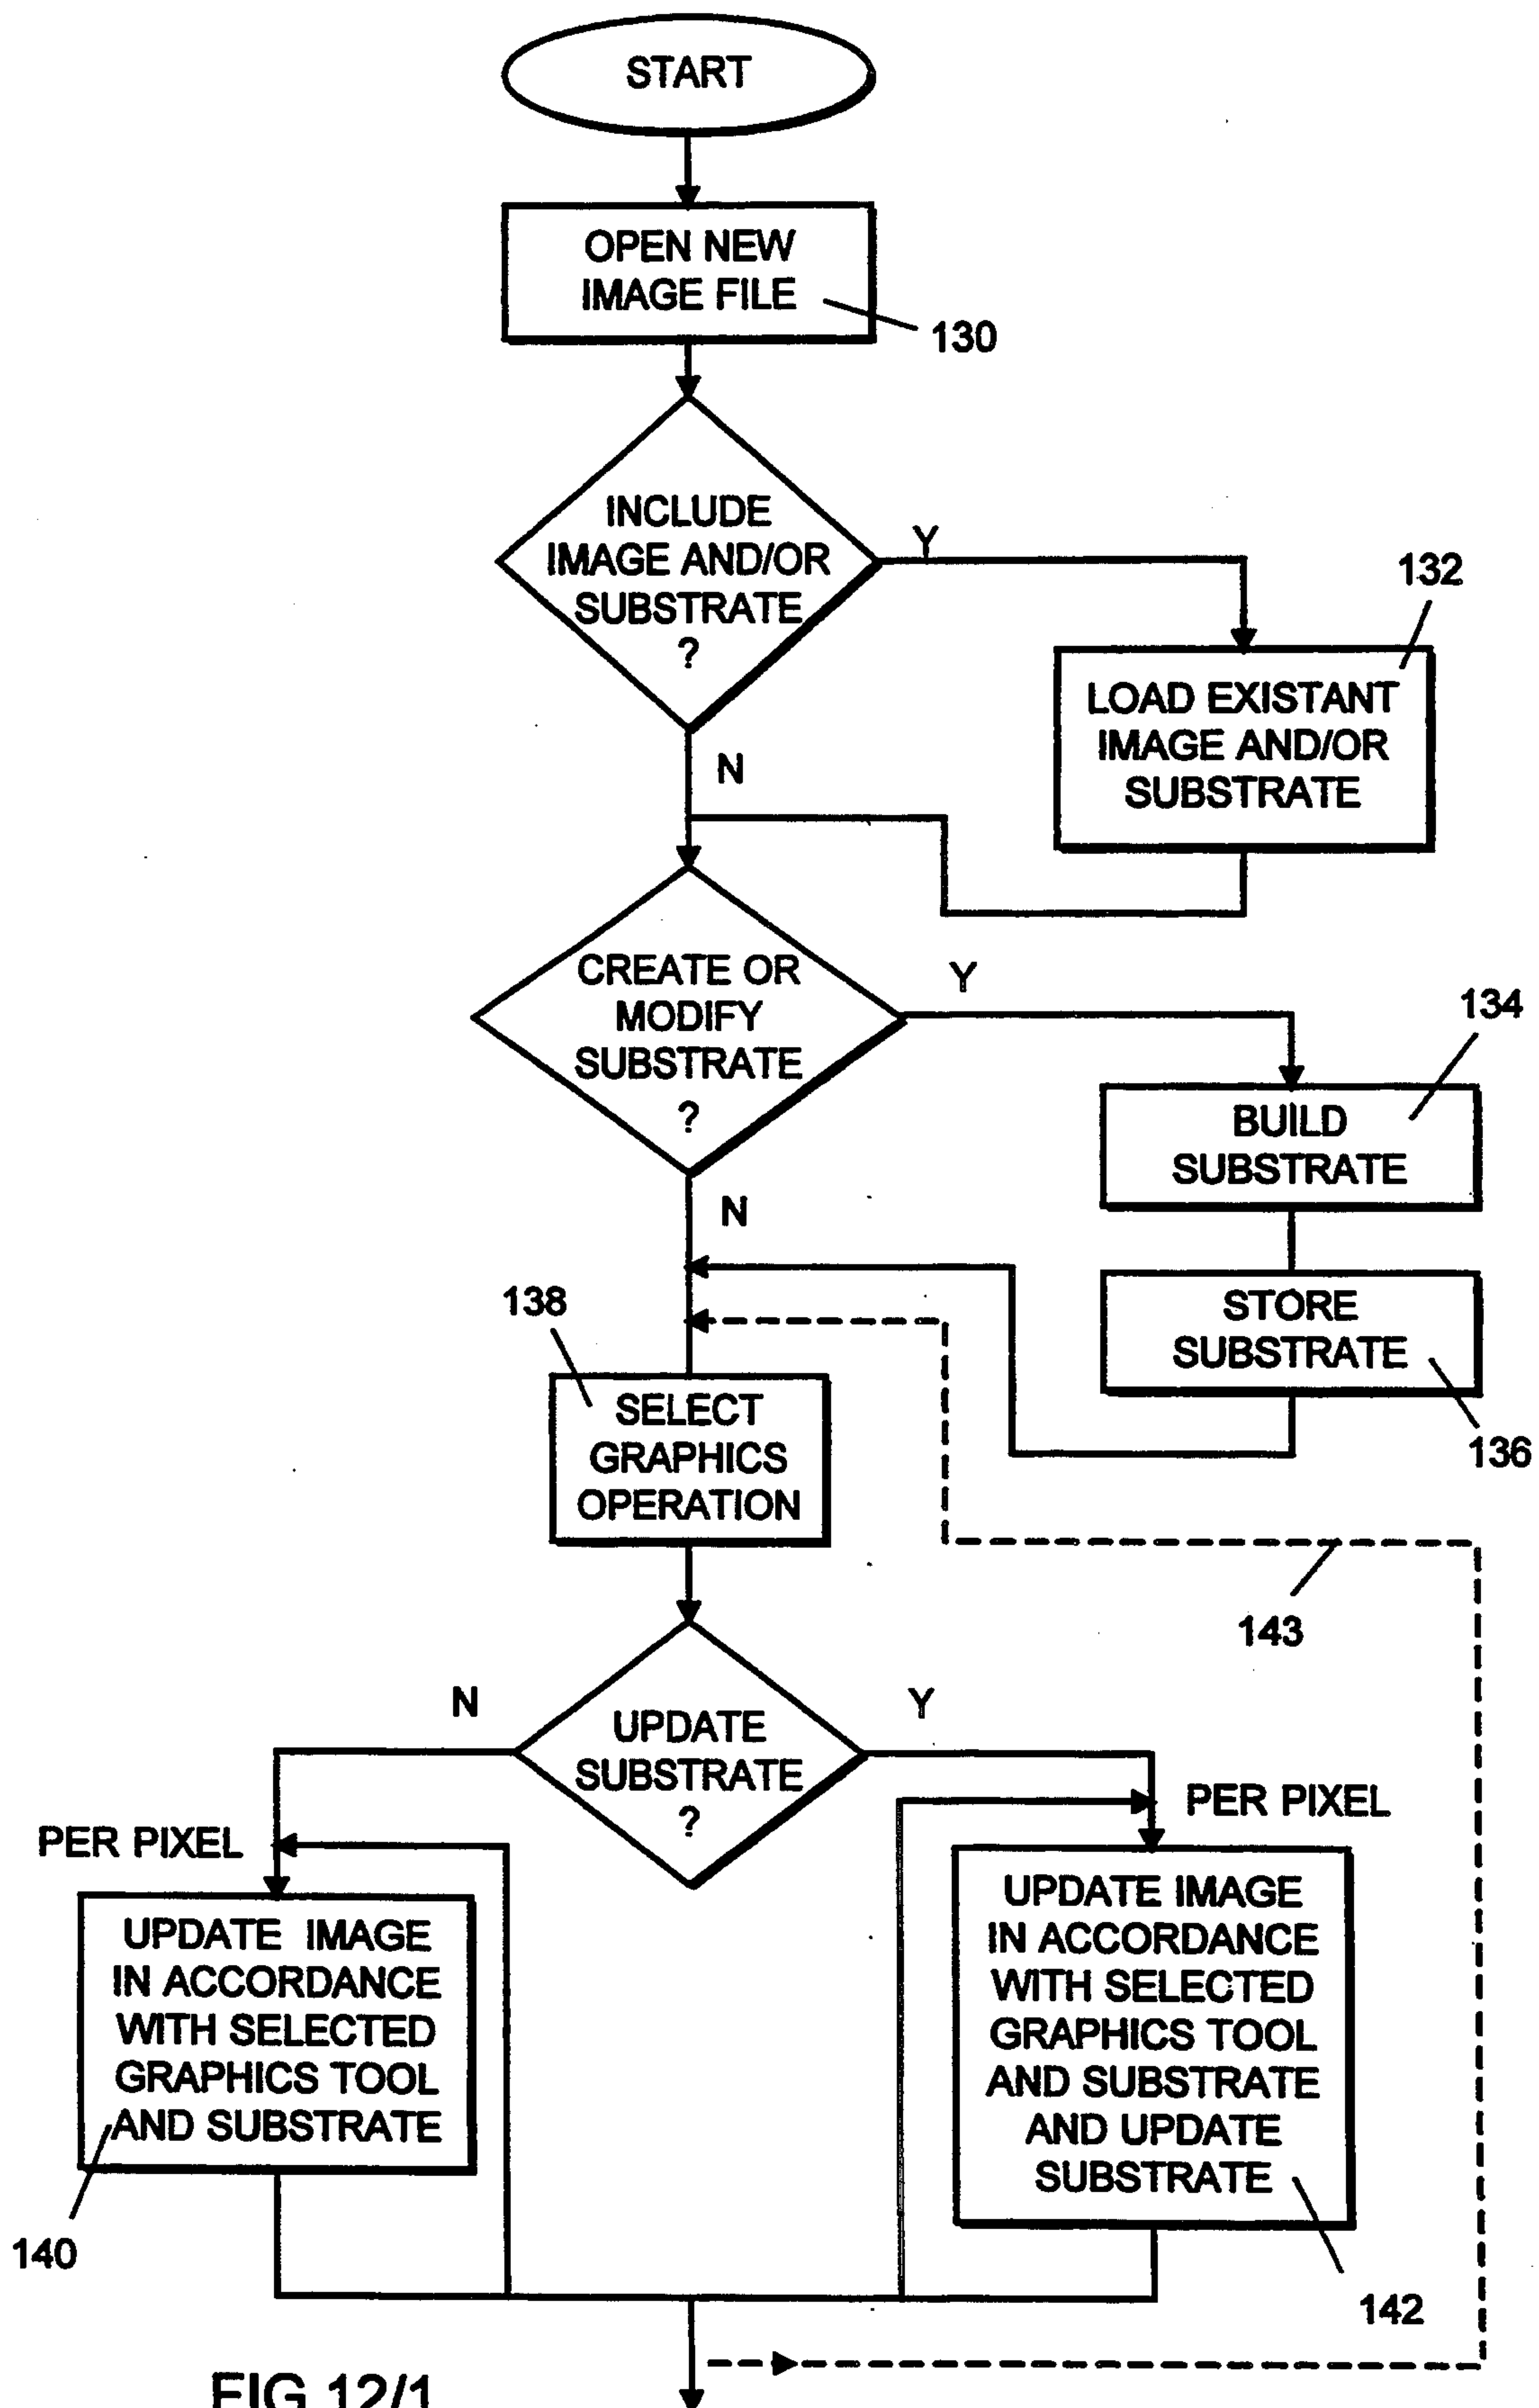 START
OPEN NEW
IMAGE FILE
130
INCLUDE
IMAGE AND/OR
SUBSTRATE
?
Y
N
132
LOAD EXISTANT
IMAGE AND/OR
SUBSTRATE
CREATE OR
MODIFY
SUBSTRATE
?
Y
N
134
BUILD
SUBSTRATE
STORE
SUBSTRATE
136
138
SELECT
GRAPHICS
OPERATION
143
UPDATE
SUBSTRATE
?
N
Y
PER PIXEL
PER PIXEL
UPDATE IMAGE
IN ACCORDANCE
WITH SELECTED
GRAPHICS TOOL
AND SUBSTRATE
140
UPDATE IMAGE
IN ACCORDANCE
WITH SELECTED
GRAPHICS TOOL
AND SUBSTRATE
AND UPDATE
SUBSTRATE
142
FIG 12/1